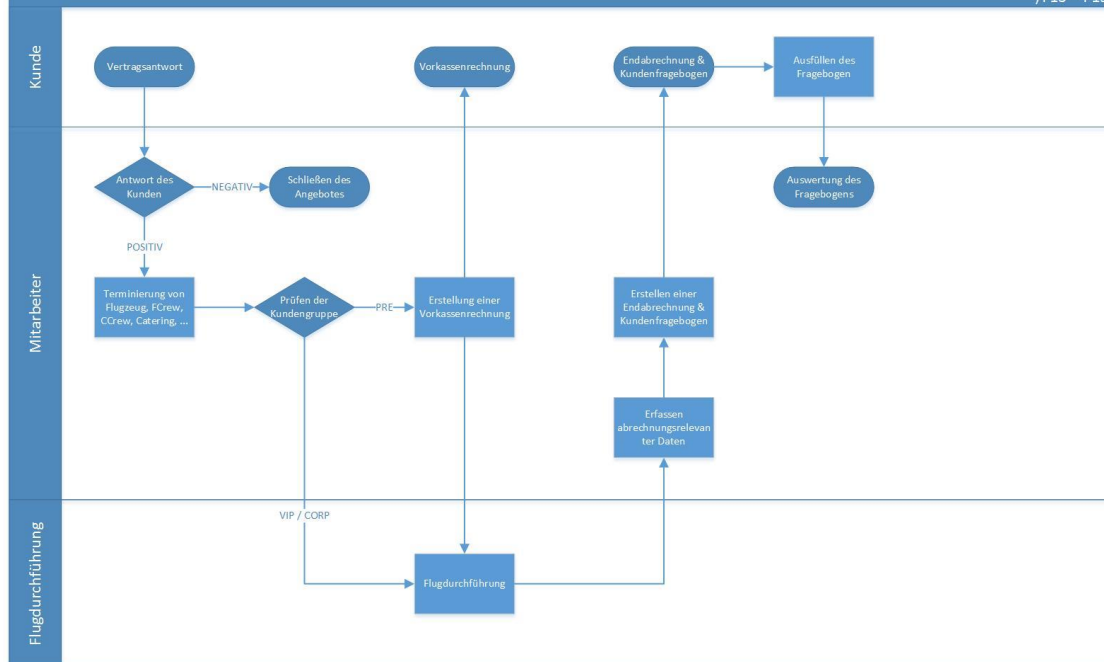 Kunde
Vertragsantwort
Vorkassenrechnung
Endabrechnung &
Kundenfragebogen
Ausfüllen des
Fragebogen
Mitarbeiter
Antwort des
Kunden
NEGATIV
Schließen des
Angebotes
Auswertung des
Fragebogens
POSITIV
Terminierung von
Flugzeug, FCrew,
CCrew, Catering, ...
Prüfen der
Kundengruppe
PRE
Erstellung einer
Vorkassenrechnung
Erstellen einer
Endabrechnung &
Kundenfragebogen
Erfassen
abrechnungsrelevan
ter Daten
Flugdurchführung
VIP / CORP
Flugdurchführung